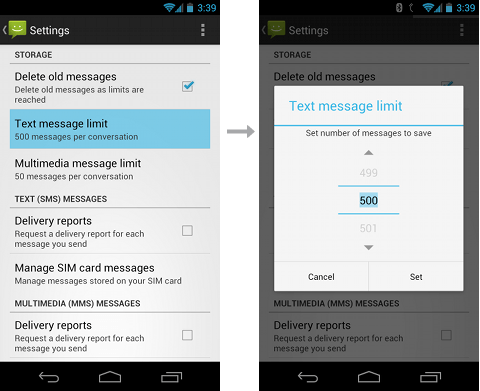 3:39
Settings
STORAGE
Delete old messages
Delete old messages as limits are
reached
Text message limit
500 messages per conversation
Multimedia message limit
50 messages per conversation
TEXT (SMS) MESSAGES
Delivery reports
Request a delivery report for each
message you send
Manage SIM card messages
Manage messages stored on your SIM card
MULTIMEDIA (MMS) MESSAGES
Delivery reports
Request a delivery report for each
message you send
3:39
Settings
STORAGE
Delete old messages
Text message limit
Set number of messages to save
499
500
501
Cancel
Set
MULTIMEDIA (MMS) MESSAGES
Delivery reports
Request a delivery report for each
message you send